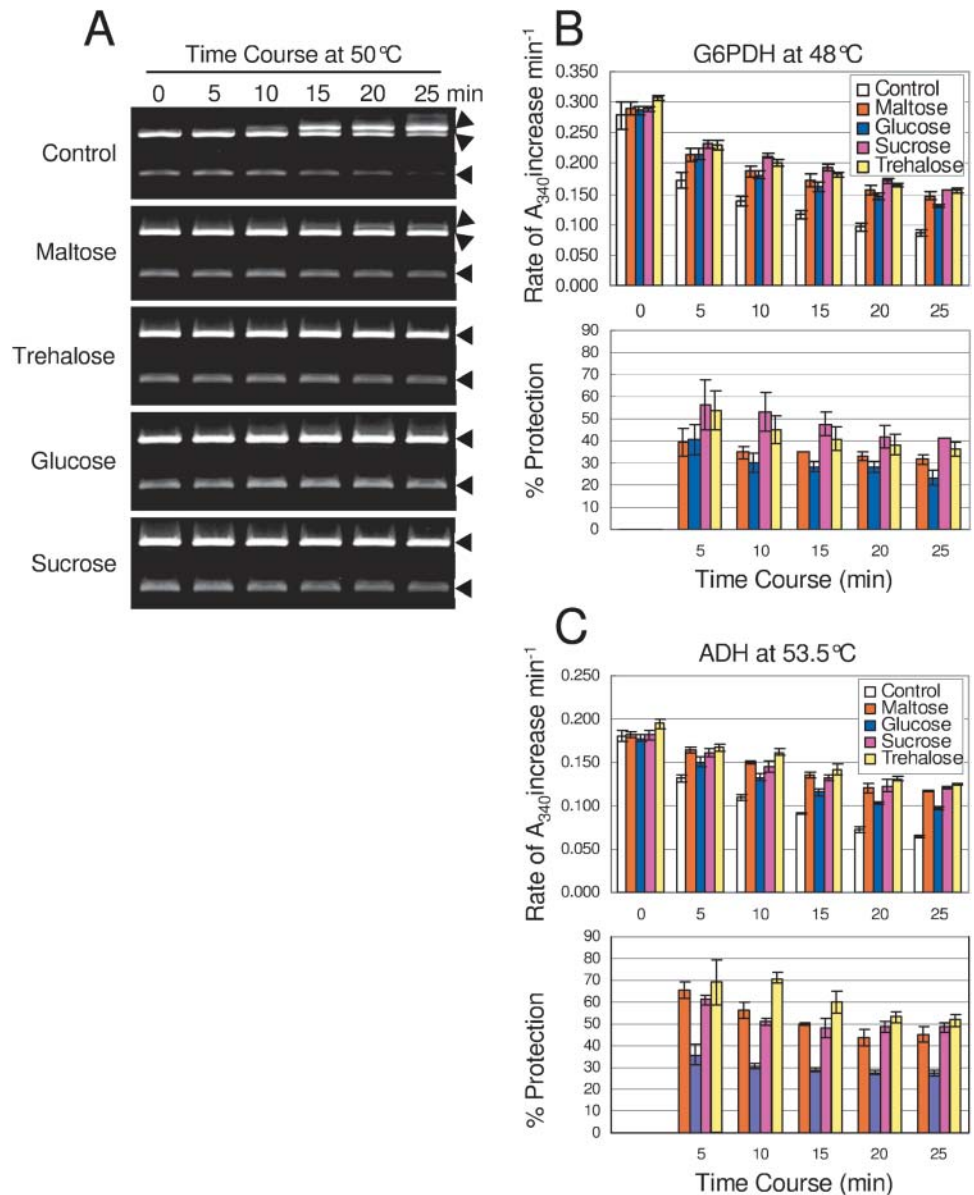 A
Time Course at 50°C
0 5 10 15 20 25 min
Control
Maltose
Trehalose
Glucose
Sucrose
B
G6PDH at 48°C
Rate of A340increase min-1
0.350
0.300
0.250
0.200
0.150
0.100
0.050
0.000
Control
Maltose
Glucose
Sucrose
Trehalose
0 5 10 15 20 25
% Protection
90
80
70
60
50
40
30
20
10
0
5 10 15 20 25
Time Course (min)
C
ADH at 53.5°C
Rate of A340increase min-1
0.250
0.200
0.150
0.100
0.050
0.000
Control
Maltose
Glucose
Sucrose
Trehalose
0 5 10 15 20 25
% Protection
90
80
70
60
50
40
30
20
10
0
5 10 15 20 25
Time Course (min)